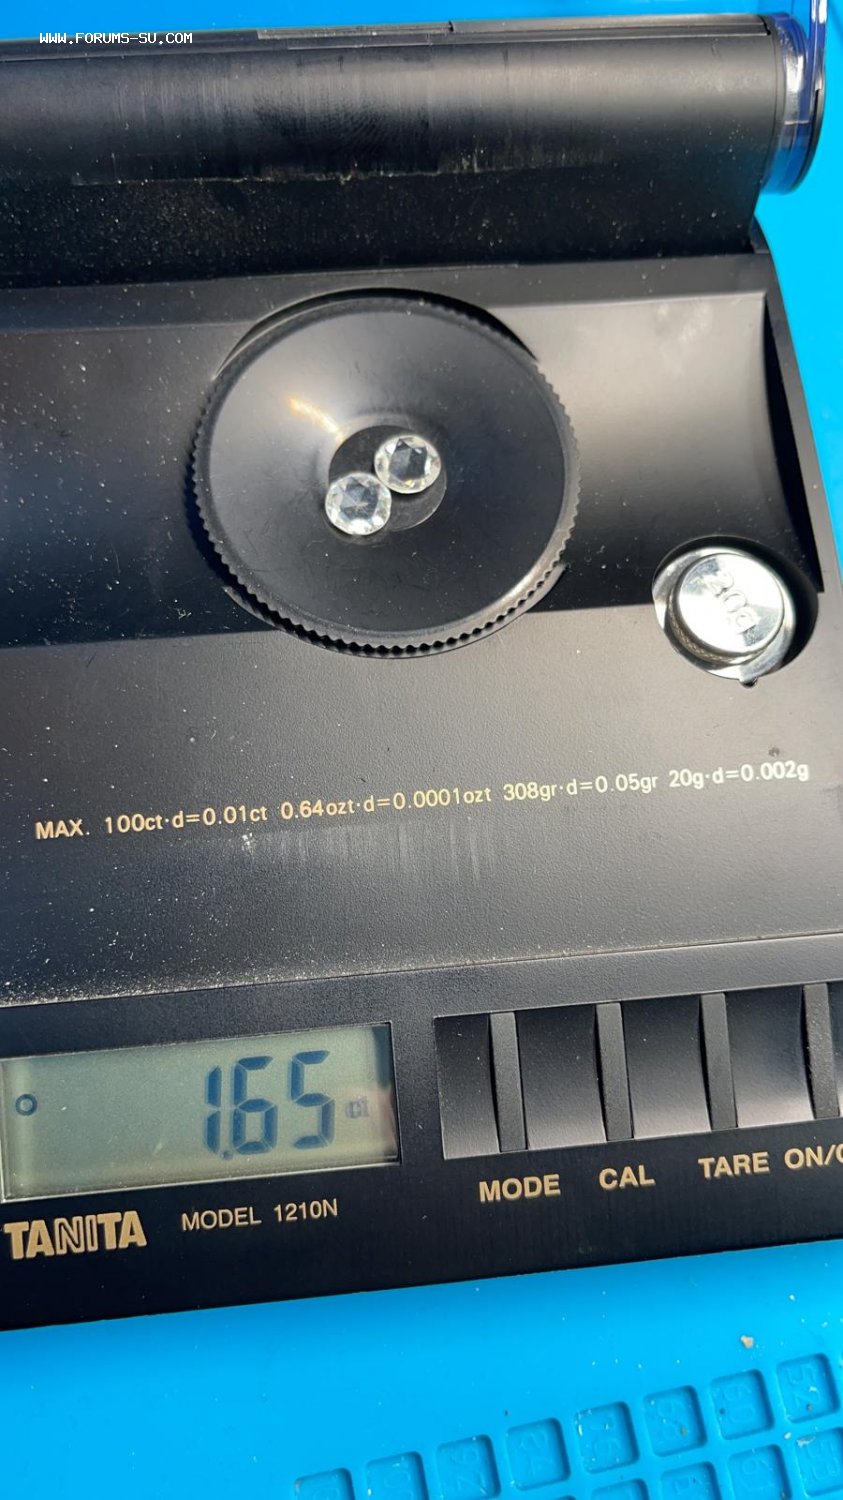 WWW.FORUMS-SU.COM
20g
MAX. 100ct·d=0.01ct 0.64ozt·d=0.0001ozt 308gr·d=0.05gr 20g·d=0.002g
1.65 ct
MODE CAL TARE ON/
TANITA MODEL 1210N